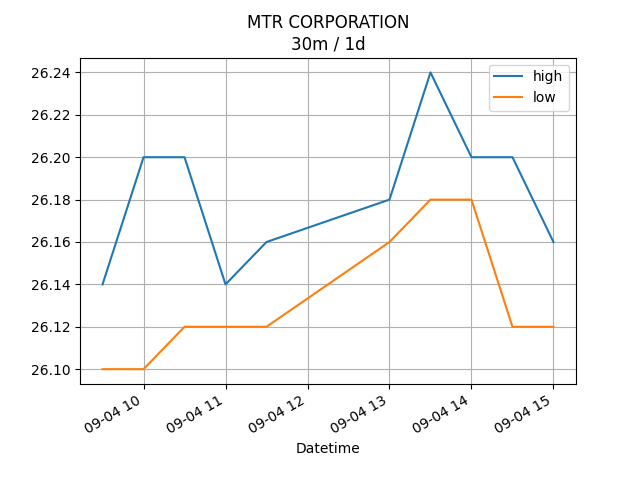 MTR CORPORATION
30m / 1d
high
low
26.24
26.22
26.20
26.18
26.16
26.14
26.12
26.10
09-04 10
09-04 11
09-04 12
09-04 13
09-04 14
09-04 15
Datetime